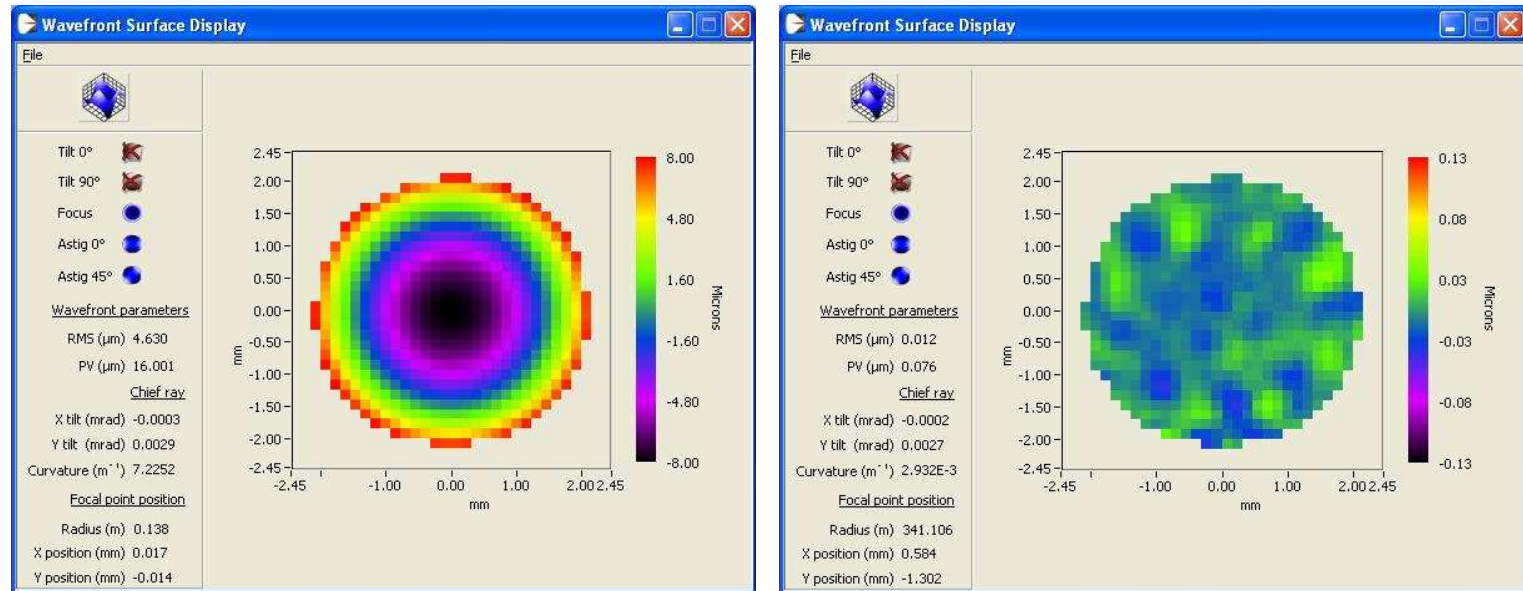 Wavefront Surface Display
File
Tilt 0°
Tilt 90°
Focus
Astig 0°
Astig 45°
Wavefront parameters
RMS (µm) 4.630
PV (µm) 16.001
Chief ray
X tilt (mrad) -0.0003
Y tilt (mrad) 0.0029
Curvature (m⁻¹) 7.2252
Focal point position
Radius (m) 0.138
X position (mm) 0.017
Y position (mm) -0.014
2.45
2.00
1.50
1.00
0.50
0.00
-0.50
-1.00
-1.50
-2.00
-2.45
mm
-2.45 -1.00 0.00 1.00 2.00 2.45
mm
8.00
4.80
1.60
-1.60
-4.80
-8.00
Microns
Wavefront Surface Display
File
Tilt 0°
Tilt 90°
Focus
Astig 0°
Astig 45°
Wavefront parameters
RMS (µm) 0.012
PV (µm) 0.076
Chief ray
X tilt (mrad) -0.0002
Y tilt (mrad) 0.0027
Curvature (m⁻¹) 2.932E-3
Focal point position
Radius (m) 341.106
X position (mm) 0.584
Y position (mm) -1.302
2.45
2.00
1.50
1.00
0.50
0.00
-0.50
-1.00
-1.50
-2.00
-2.45
mm
-2.45 -1.00 0.00 1.00 2.00 2.45
mm
0.13
0.08
0.03
-0.03
-0.08
-0.13
Microns